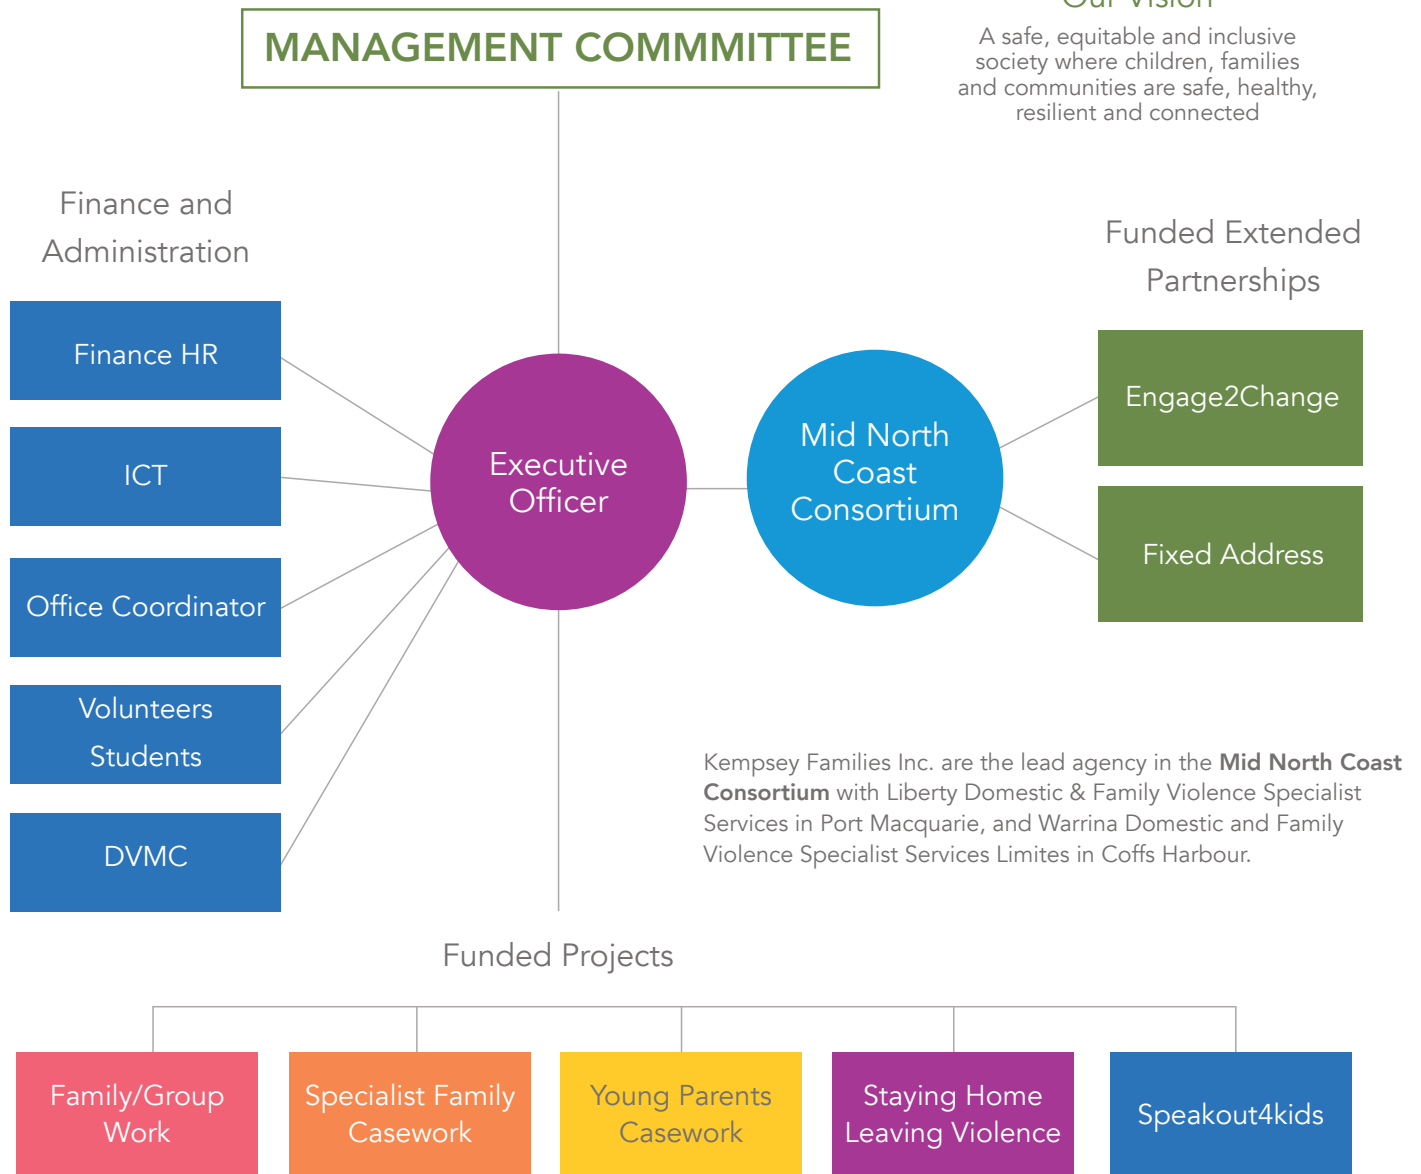 Our Vision
MANAGEMENT COMMMITTEE
A safe, equitable and inclusive
society where children, families
and communities are safe, healthy,
resilient and connected
Finance and
Administration
Finance HR
ICT
Office Coordinator
Volunteers
Students
DVMC
Executive
Officer
Mid North
Coast
Consortium
Funded Extended
Partnerships
Engage2Change
Fixed Address
Kempsey Families Inc. are the lead agency in the Mid North Coast
Consortium with Liberty Domestic & Family Violence Specialist
Services in Port Macquarie, and Warrina Domestic and Family
Violence Specialist Services Limites in Coffs Harbour.
Funded Projects
Family/Group
Work
Specialist Family
Casework
Young Parents
Casework
Staying Home
Leaving Violence
Speakout4kids